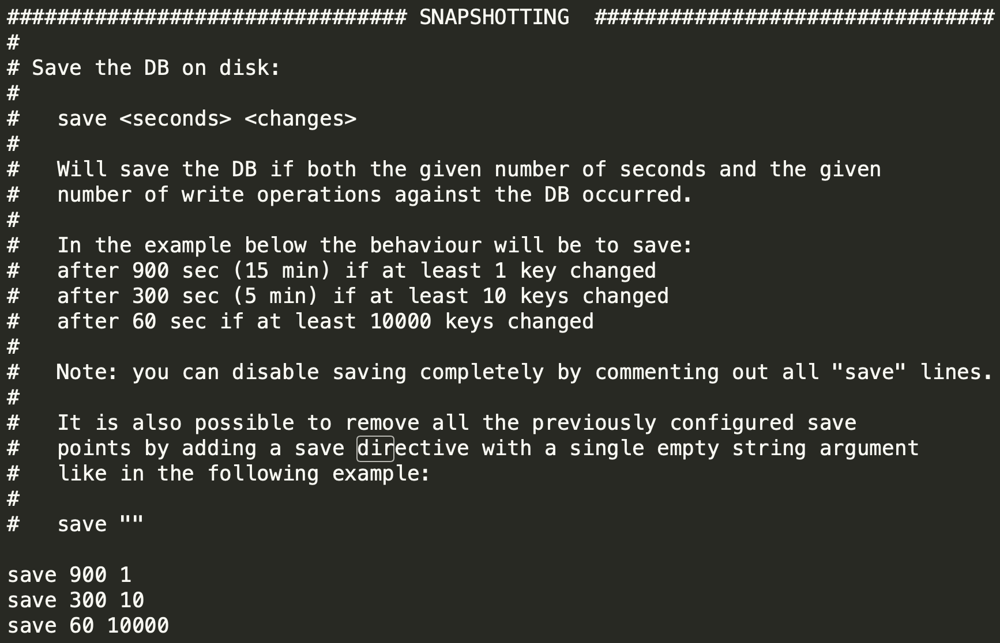 ################################ SNAPSHOTTING  ################################
#
# Save the DB on disk:
#
#   save <seconds> <changes>
#
#   Will save the DB if both the given number of seconds and the given
#   number of write operations against the DB occurred.
#
#   In the example below the behaviour will be to save:
#   after 900 sec (15 min) if at least 1 key changed
#   after 300 sec (5 min) if at least 10 keys changed
#   after 60 sec if at least 10000 keys changed
#
#   Note: you can disable saving completely by commenting out all "save" lines.
#
#   It is also possible to remove all the previously configured save
#   points by adding a save directive with a single empty string argument
#   like in the following example:
#
#   save ""

save 900 1
save 300 10
save 60 10000